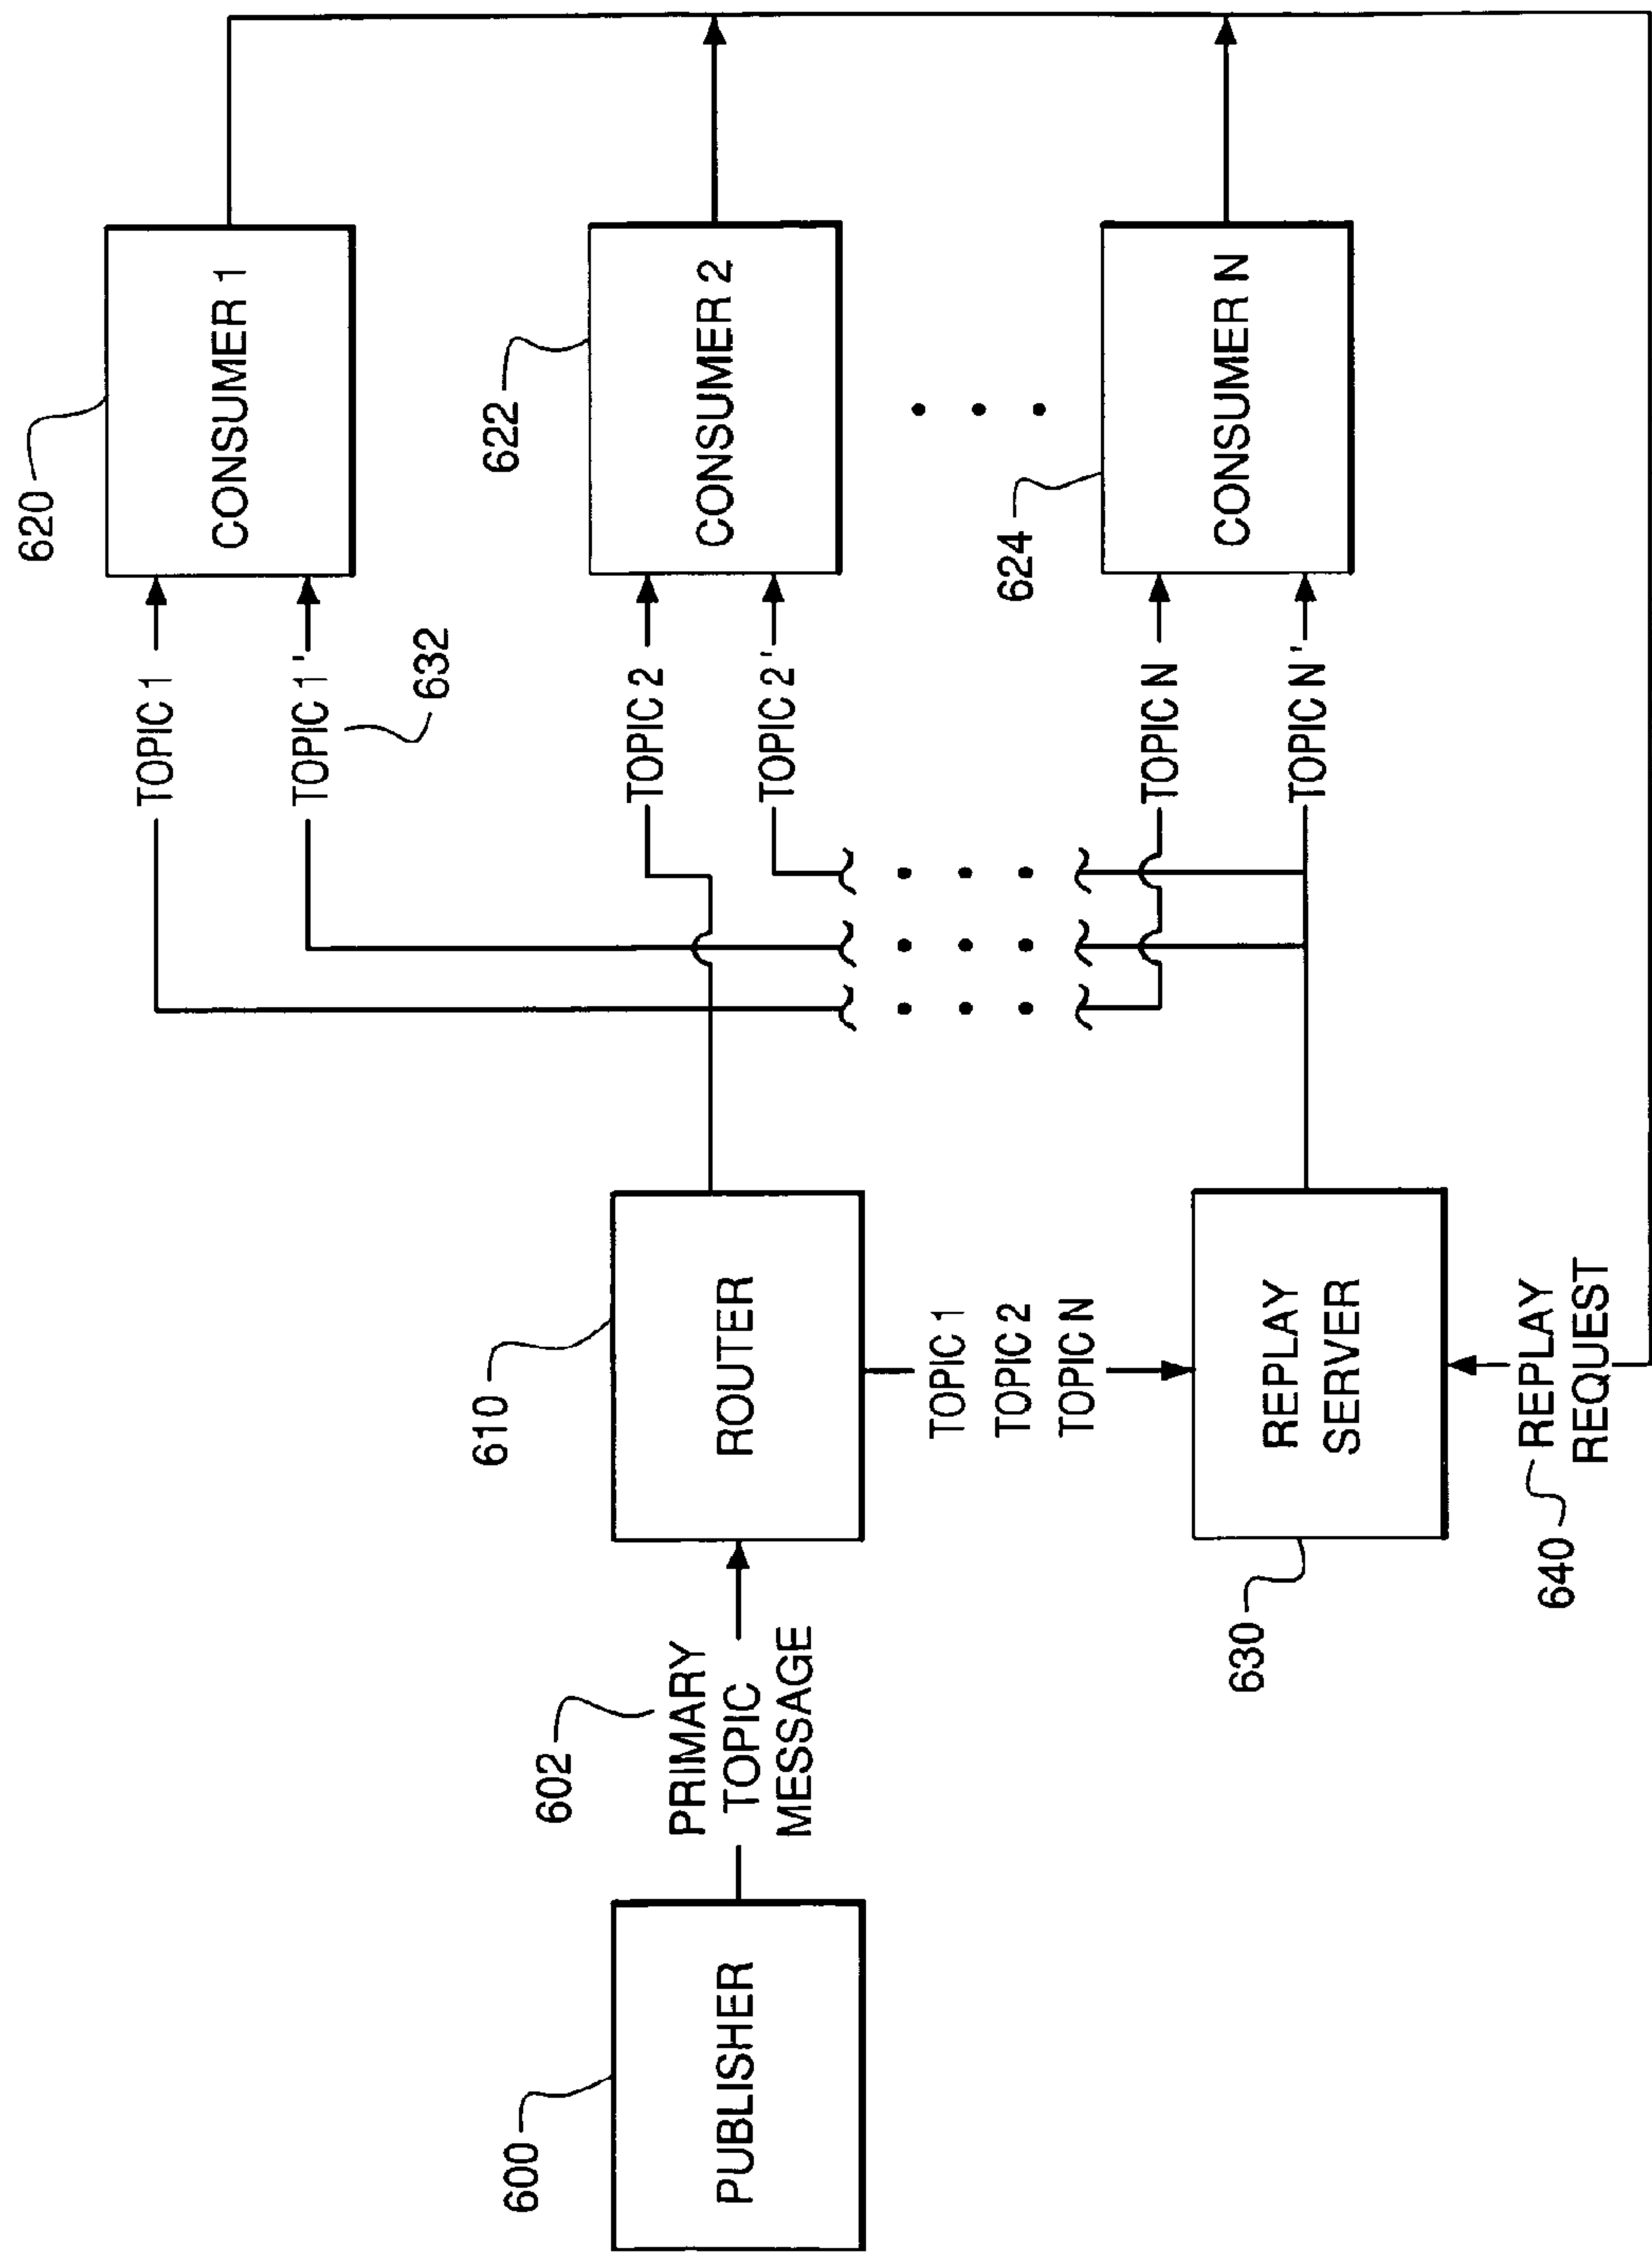 600
PUBLISHER
602
PRIMARY
TOPIC
MESSAGE
610
ROUTER
TOPIC 1
TOPIC 2
TOPIC N
630
REPLAY
SERVER
640
REPLAY
REQUEST
TOPIC 1
TOPIC 1 '
632
TOPIC 2
TOPIC 2 '
TOPIC N
TOPIC N '
620
CONSUMER 1
622
CONSUMER 2
624
CONSUMER N